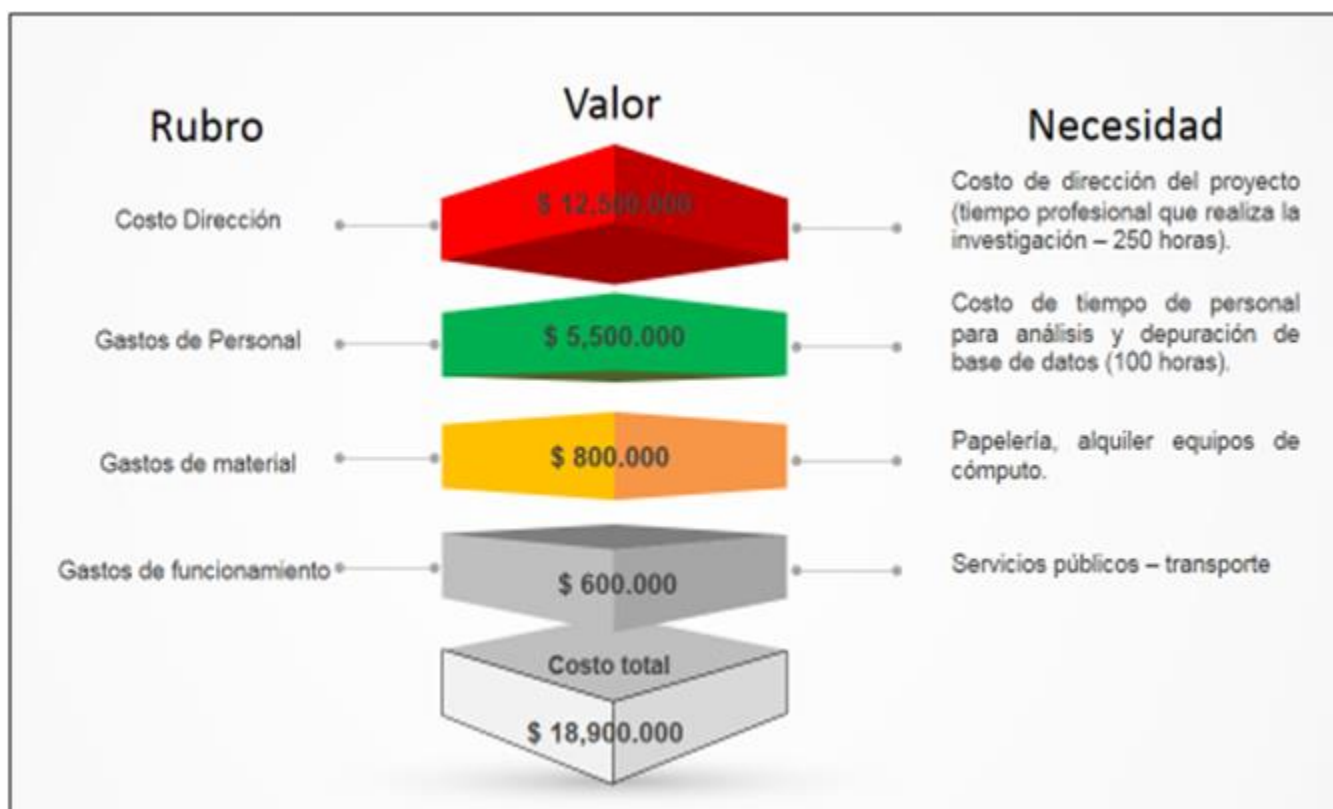 Rubro
Valor
Necesidad
Costo Dirección
$ 12,500.000
Costo de dirección del proyecto
(tiempo profesional que realiza la
investigación – 250 horas).
Gastos de Personal
$ 5,500.000
Costo de tiempo de personal
para análisis y depuración de
base de datos (100 horas).
Gastos de material
$ 800.000
Papelería, alquiler equipos de
cómputo.
Gastos de funcionamiento
$ 600.000
Servicios públicos – transporte
Costo total
$ 18,900.000